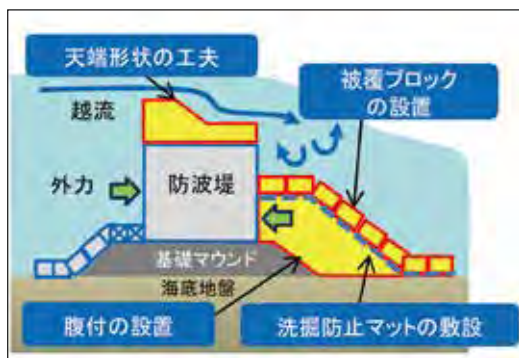 天端形状の工夫
越流
被覆ブロック
の設置
外力
防波堤
基礎マウンド
海底地盤
腹付の設置
洗掘防止マットの敷設